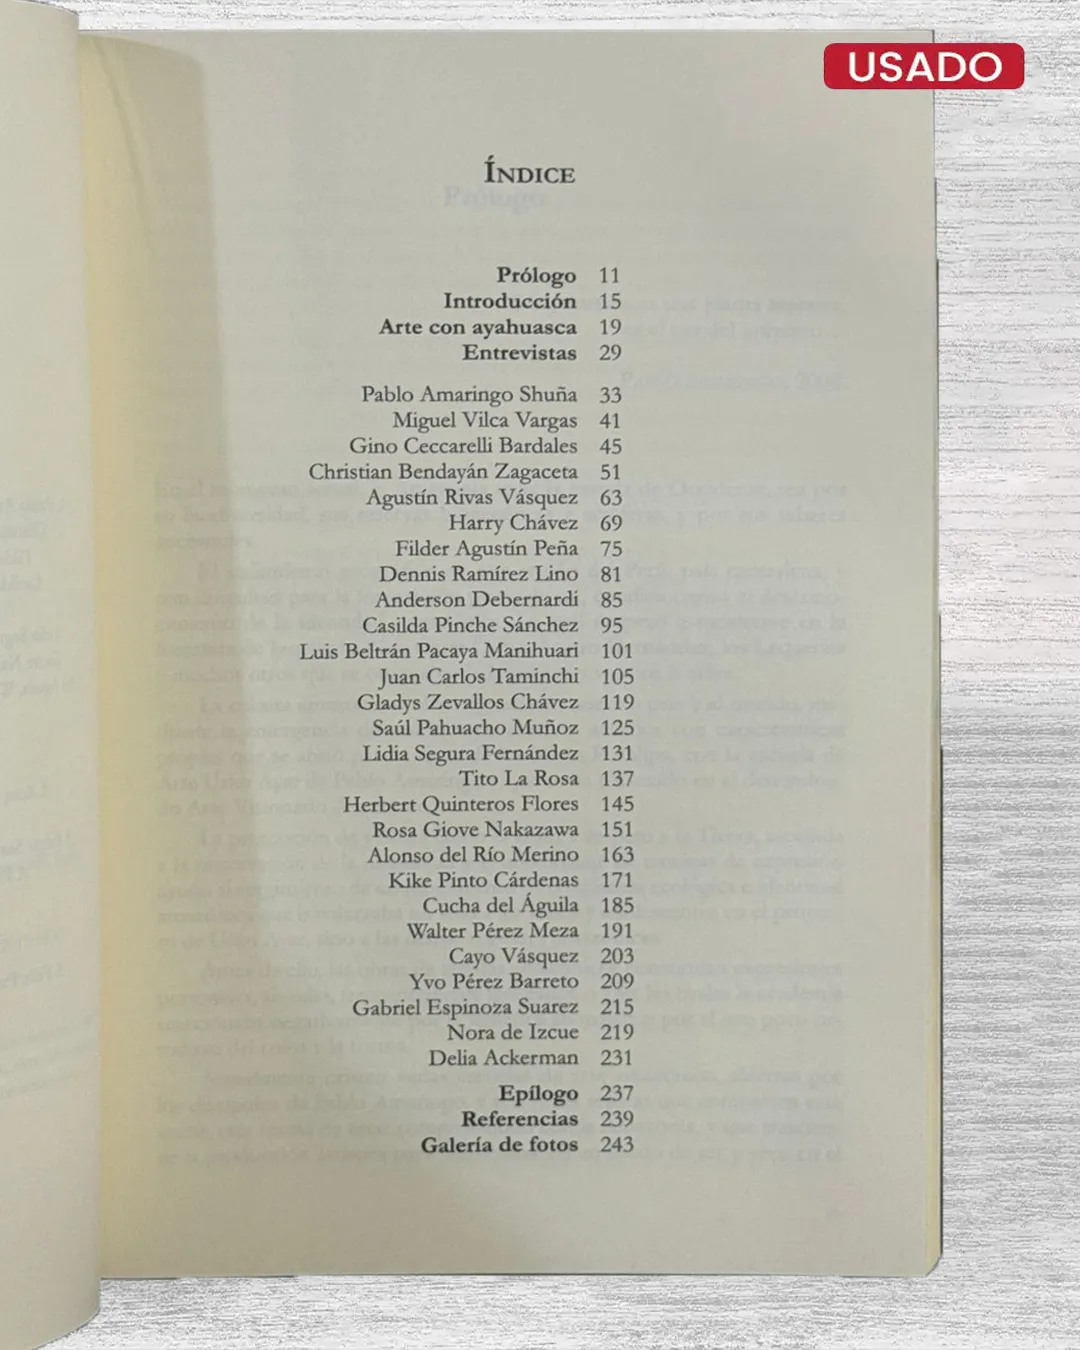 USADO
ÍNDICE
Prólogo 11
Introducción 15
Arte con ayahuasca 19
Entrevistas 29
Pablo Amaringo Shuña 33
Miguel Vilca Vargas 41
Gino Ceccarelli Bardales 45
Christian Bendayán Zagaceta 51
Agustín Rivas Vásquez 63
Harry Chávez 69
Filder Agustín Peña 75
Dennis Ramírez Lino 81
Anderson Debernardi 85
Casilda Pinche Sánchez 95
Luis Beltrán Pacaya Manihuari 101
Juan Carlos Taminchi 105
Gladys Zevallos Chávez 119
Saúl Pahuacho Muñoz 125
Lidia Segura Fernández 131
Tito La Rosa 137
Herbert Quinteros Flores 145
Rosa Giove Nakazawa 151
Alonso del Río Merino 163
Kike Pinto Cárdenas 171
Cucha del Águila 185
Walter Pérez Meza 191
Cayo Vásquez 203
Yvo Pérez Barreto 209
Gabriel Espinoza Suarez 215
Nora de Izcue 219
Delia Ackerman 231
Epílogo 237
Referencias 239
Galería de fotos 243